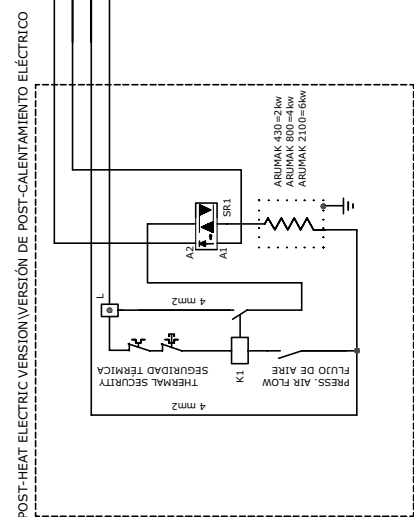 POST-HEAT ELECTRIC VERSION\VERSIÓN DE POST-CALENTAMIENTO ELÉCTRICO
ARUMAK 430=2kw
ARUMAK 800=4kw
ARUMAK 2100=6kw
SR1
A2
A1
L
4 mm2
THERMAL SECURITY
SEGURIDAD TÉRMICA
K1
PRESS. AIR FLOW
FLUJO DE AIRE
4 mm2